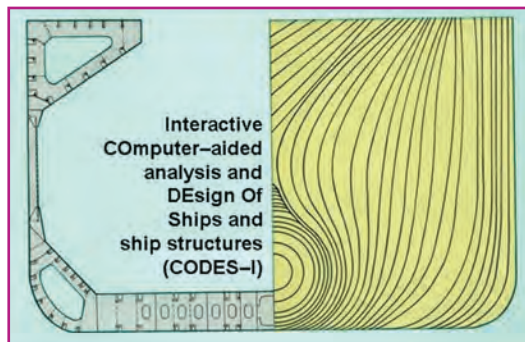 Interactive
COmputer–aided
analysis and
DEsign Of
Ships and
ship structures
(CODES–I)